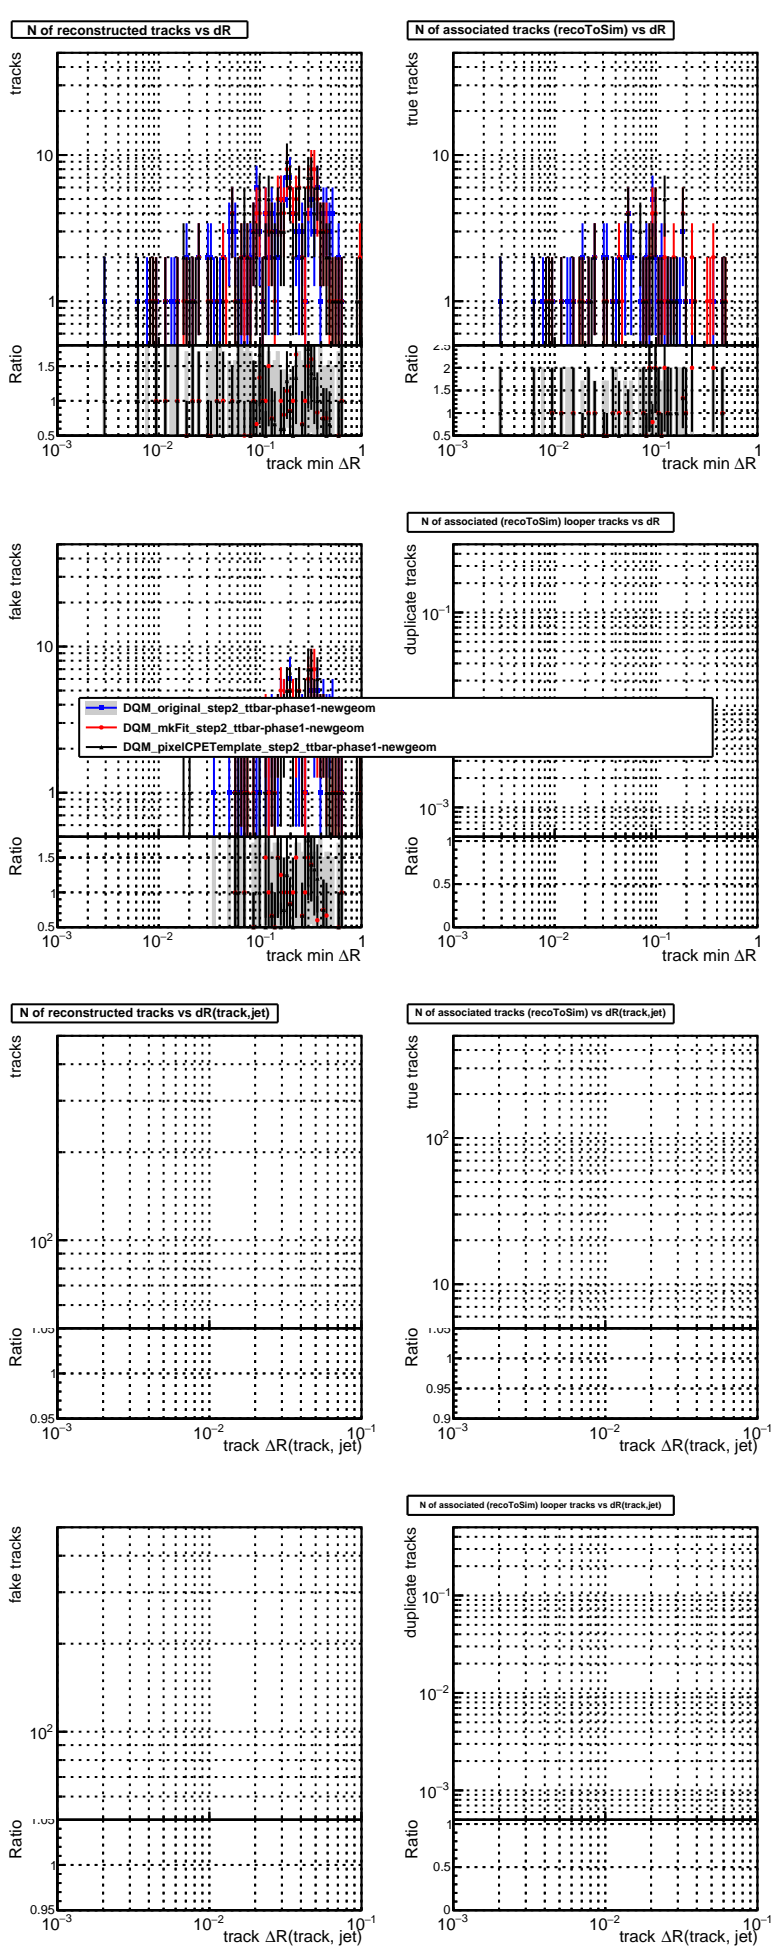 N of reconstructed tracks vs dR
tracks
10
1
Ratio
1.5
1
0.5
10−3
10−2
10−1
1
track min ΔR
N of associated tracks (recoToSim) vs dR
true tracks
10
1
Ratio
2.5
2
1.5
1
0.5
10−3
10−2
10−1
1
track min ΔR
fake tracks
10
1
Ratio
1.5
1
0.5
10−3
10−2
10−1
1
track min ΔR
N of associated (recoToSim) looper tracks vs dR
duplicate tracks
10−1
10−3
Ratio
1
0.5
0
10−3
10−2
10−1
1
track min ΔR
DQM_original_step2_ttbar-phase1-newgeom
DQM_mkFit_step2_ttbar-phase1-newgeom
DQM_pixelCPETemplate_step2_ttbar-phase1-newgeom
N of reconstructed tracks vs dR(track,jet)
tracks
102
Ratio
1.05
1
0.95
10−3
10−2
10−1
track ΔR(track, jet)
N of associated tracks (recoToSim) vs dR(track,jet)
true tracks
102
10
Ratio
1.05
1
0.95
0.9
10−3
10−2
10−1
track ΔR(track, jet)
fake tracks
102
Ratio
1.05
1
0.95
10−3
10−2
10−1
track ΔR(track, jet)
N of associated (recoToSim) looper tracks vs dR(track,jet)
duplicate tracks
10−1
10−2
10−3
Ratio
1
0.5
0
10−3
10−2
10−1
track ΔR(track, jet)